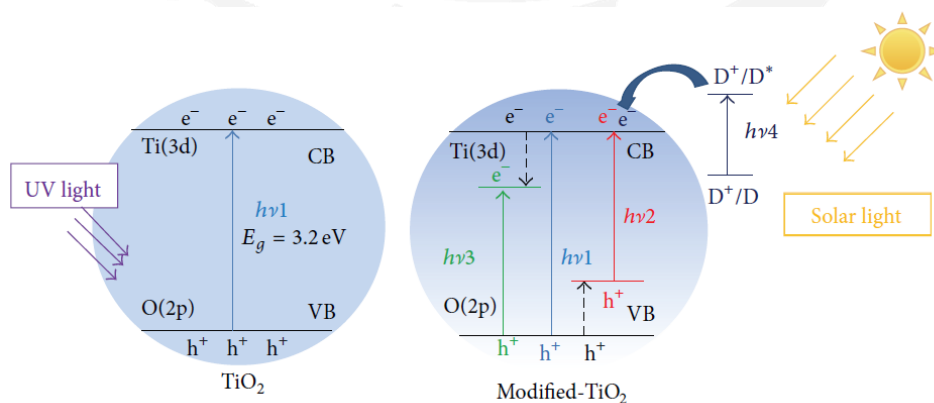 e⁻ e⁻ e⁻
Ti(3d)
CB
UV light
hν1
E_g = 3.2 eV
O(2p)
VB
h⁺ h⁺ h⁺
TiO₂
e⁻ e⁻ e⁻ e⁻
Ti(3d)
CB
e⁻
hν3
hν1
hν2
h⁺
O(2p)
VB
h⁺ h⁺ h⁺
Modified-TiO₂
D⁺/D*
hν4
D⁺/D
Solar light